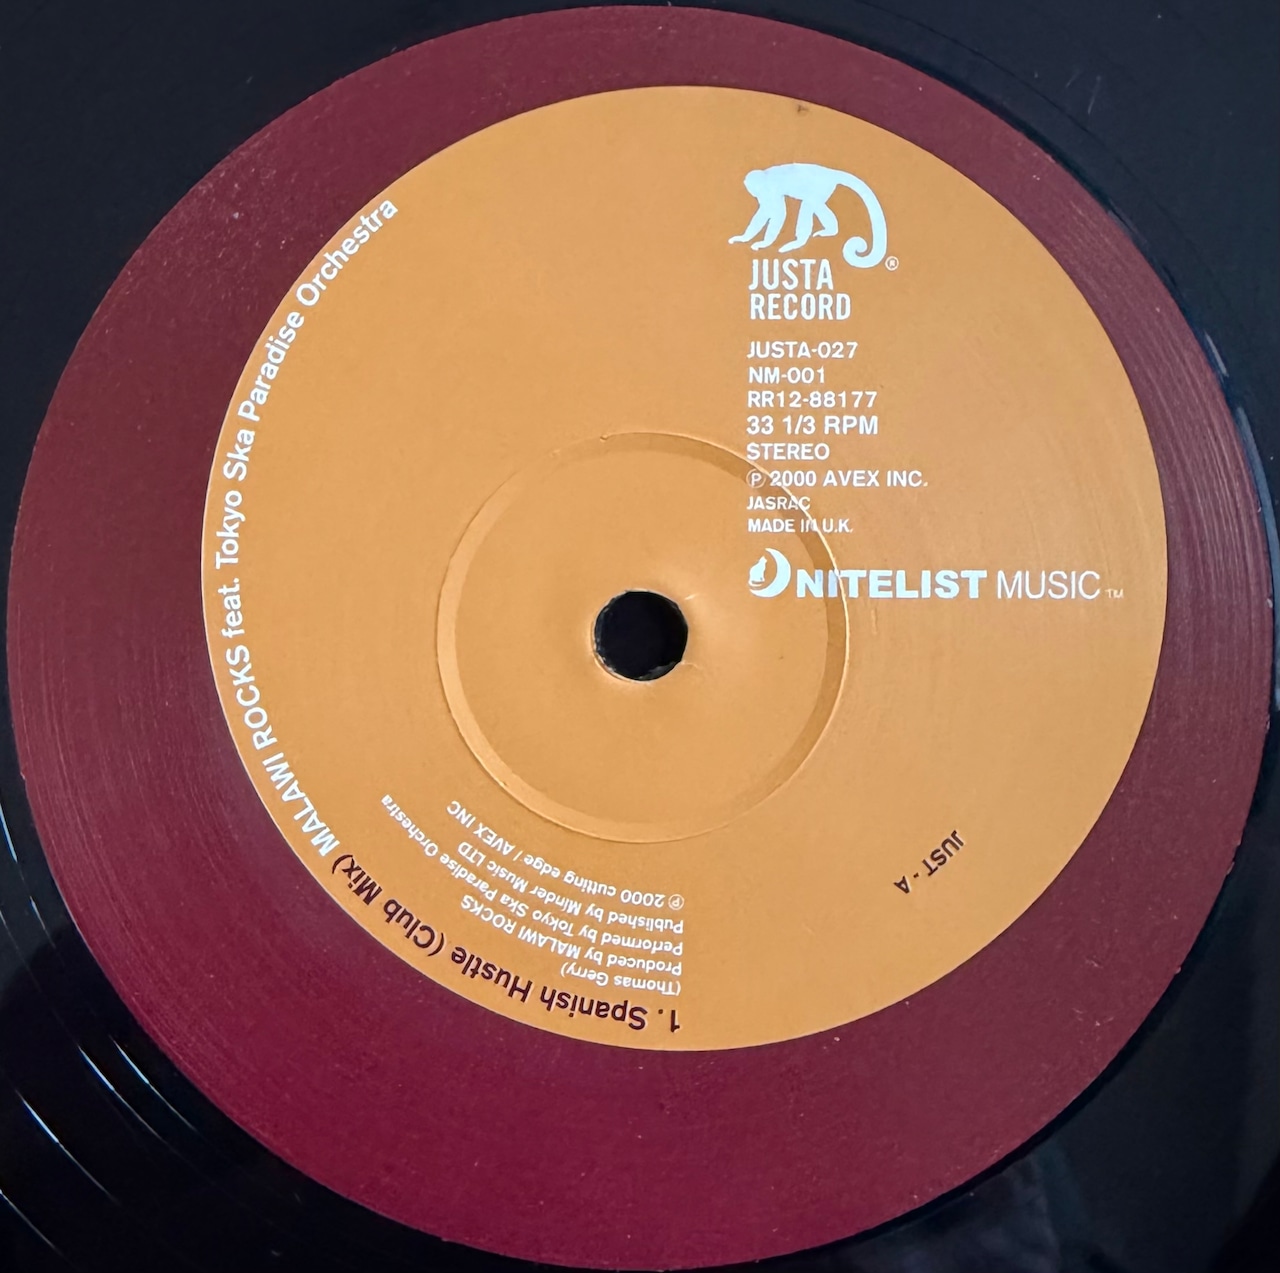 JUSTA
RECORD
®
JUSTA-027
NM-001
RR12-88177
33 1/3 RPM
STEREO
℗ 2000 AVEX INC.
JASRAC
MADE IN U.K.
NITELIST MUSIC TM
JUST - A
1. Spanish Hustle (Club Mix) MALAWI ROCKS feat. Tokyo Ska Paradise Orchestra
(Thomas Gerry)
Produced by MALAWI ROCKS
Performed by Tokyo Ska Paradise Orchestra
Published by Minder Music LTD
℗ 2000 cutting edge / AVEX INC